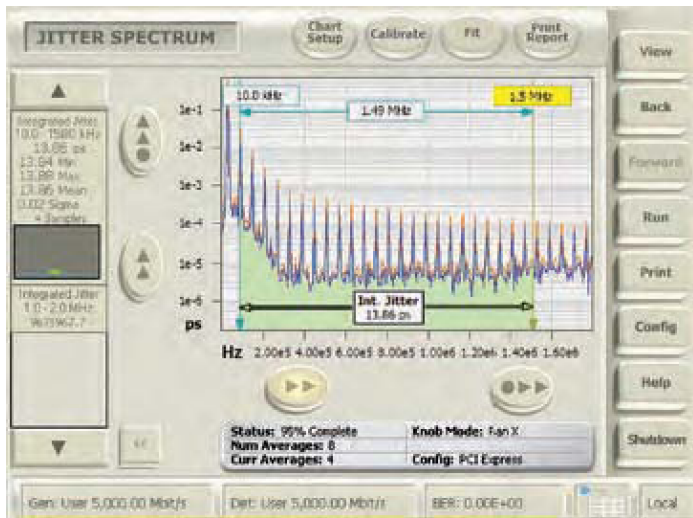 JITTER SPECTRUM
Chart Setup
Calibrate
Fit
Print Report
View
Back
Forward
Run
Print
Config
Help
Shutdown
Integrated Jitter
13.84 Min
13.88 Max
13.86 Mean
0.02 Sigma
Integrated Jitter
1.0 - 2.0 MHz
10.0 kHz
1.49 MHz
1.5 MHz
1e-1
1e-2
1e-3
1e-4
1e-5
1e-6
ps
Int. Jitter
13.86 ps
Hz 2.00e5 4.00e5 6.00e5 8.00e5 1.00e6 1.20e6 1.40e6 1.60e6
Status: 95% Complete
Num Averages: 8
Curr Averages: 4
Knob Mode: Pan X
Config: PCI Express
Gen: User 5,000.00 Mbit/s
Det: User 5,000.00 Mbit/s
BER: 0.00E+00
Local